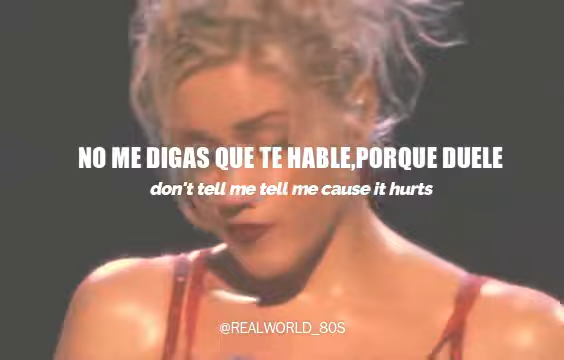 NO ME DIGAS QUE TE HABLE,PORQUE DUELE
don't tell me tell me cause it hurts
@REALWORLD_80S